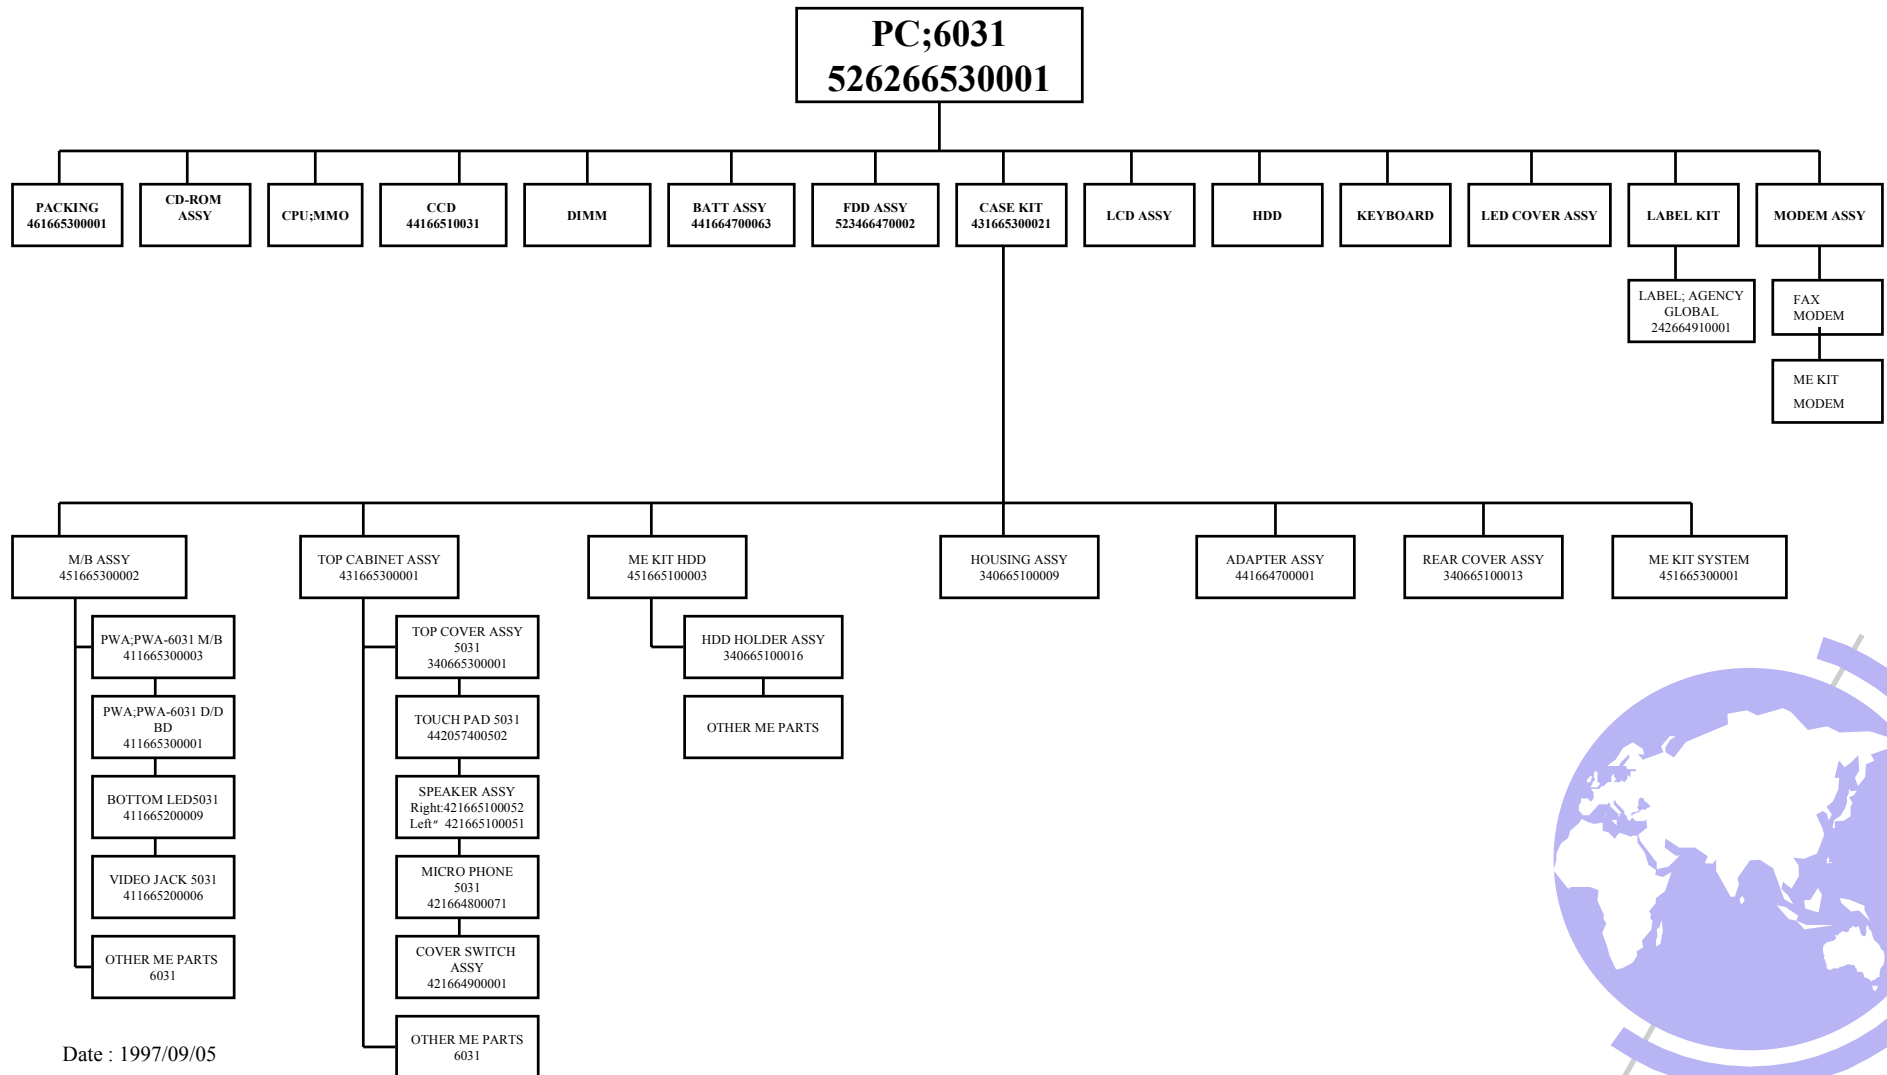 PC;6031
526266530001
PACKING
461665300001
CD-ROM
ASSY
CPU;MMO
CCD
44166510031
DIMM
BATT ASSY
441664700063
FDD ASSY
523466470002
CASE KIT
431665300021
LCD ASSY
HDD
KEYBOARD
LED COVER ASSY
LABEL KIT
MODEM ASSY
LABEL; AGENCY
GLOBAL
242664910001
FAX
MODEM
ME KIT
MODEM
M/B ASSY
451665300002
TOP CABINET ASSY
431665300001
ME KIT HDD
451665100003
HOUSING ASSY
340665100009
ADAPTER ASSY
441664700001
REAR COVER ASSY
340665100013
ME KIT SYSTEM
451665300001
PWA;PWA-6031 M/B
411665300003
PWA;PWA-6031 D/D
BD
411665300001
BOTTOM LED5031
411665200009
VIDEO JACK 5031
411665200006
OTHER ME PARTS
6031
TOP COVER ASSY
5031
340665300001
TOUCH PAD 5031
442057400502
SPEAKER ASSY
Right:421665100052
Left″ 421665100051
MICRO PHONE
5031
421664800071
COVER SWITCH
ASSY
421664900001
OTHER ME PARTS
6031
HDD HOLDER ASSY
340665100016
OTHER ME PARTS
Date : 1997/09/05